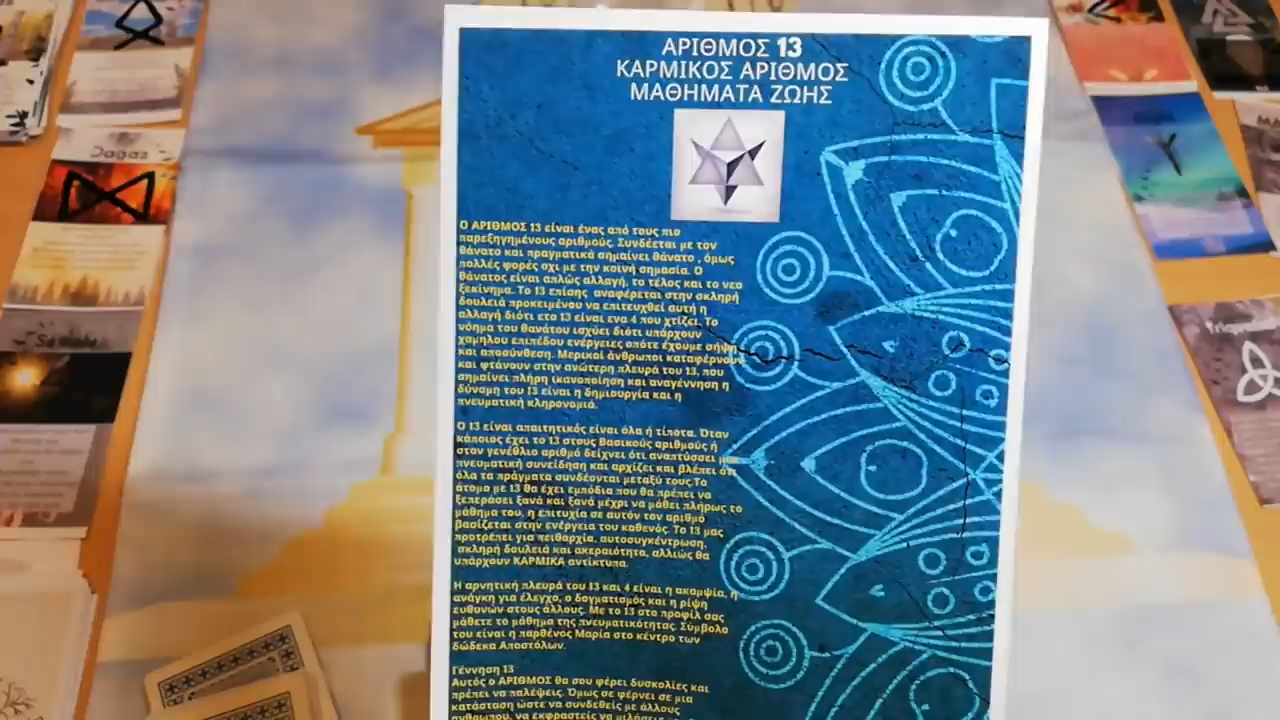 ΑΡΙΘΜΟΣ 13
ΚΑΡΜΙΚΟΣ ΑΡΙΘΜΟΣ
ΜΑΘΗΜΑΤΑ ΖΩΗΣ
Ο ΑΡΙΘΜΟΣ 13 είναι ένας από τους πιο
παρεξηγημένους αριθμούς. Συνδέεται με τον
θάνατο και πραγματικά σημαίνει θάνατο , όμως
πολλές φορές οχι με την κοινή σημασία. Ο
θάνατος είναι απλώς αλλαγή, το τέλος και το νεο
ξεκίνημα. Το 13 επίσης αναφέρεται στην σκληρή
δουλειά προκειμένου να επιτευχθεί αυτή η
αλλαγή διότι ετο 13 είναι ενα 4 που χτίζει. Το
νόημα του θανάτου ισχύει διότι υπάρχουν
χαμηλου επιπέδου ενέργειες οπότε έχουμε σήψη
και αποσύνθεση. Μερικοί άνθρωποι καταφέρνουν
και φτάνουν στην ανώτερη πλευρά του 13, που
σημαίνει πλήρη ικανοποίηση και αναγέννηση η
δύναμη του 13 είναι η δημιουργία και η
πνευματική κληρονομιά.
Ο 13 είναι απαιτητικός είναι όλα ή τίποτα. Όταν
κάποιος έχει το 13 στους Βασικούς αριθμούς ή
στον γενέθλιο αριθμό δείχνει ότι αναπτύσσει μια
πνευματική συνείδηση και αρχίζει και βλέπει ότι
όλα τα πράγματα συνδέονται μεταξύ τους.Το
άτομο με 13 θα έχει εμπόδια που θα πρέπει να
ξεπεράσει ξανά και ξανά μέχρι να μάθει πλήρως το
μάθημα του, η επιτυχία σε αυτόν τον αριθμό
βασίζεται στην ενέργεια του καθενός. Το 13 μας
προτρέπει για πειθαρχία, αυτοσυγκέντρωση,
σκληρή δουλειά και ακεραιότητα, αλλιώς θα
υπάρχουν ΚΑΡΜΙΚΑ αντίκτυπα.
Η αρνητική πλευρά του 13 και 4 είναι η ακαμψία, η
ανάγκη για έλεγχο, ο δογματισμός και η ρίψη
ευθυνών στους άλλους. Με το 13 στο προφίλ σας
μάθετε το μάθημα της πνευματικότητας. Σύμβολο
του είναι η παρθένος Μαρία στο κέντρο των
δώδεκα Αποστόλων.
Γέννηση 13
Αυτός ο ΑΡΙΘΜΟΣ θα σου φέρει δυσκολίες και
πρέπει να παλέψεις. Όμως σε φέρνει σε μια
κατάσταση ώστε να συνδεθείς με άλλους
Dagaz